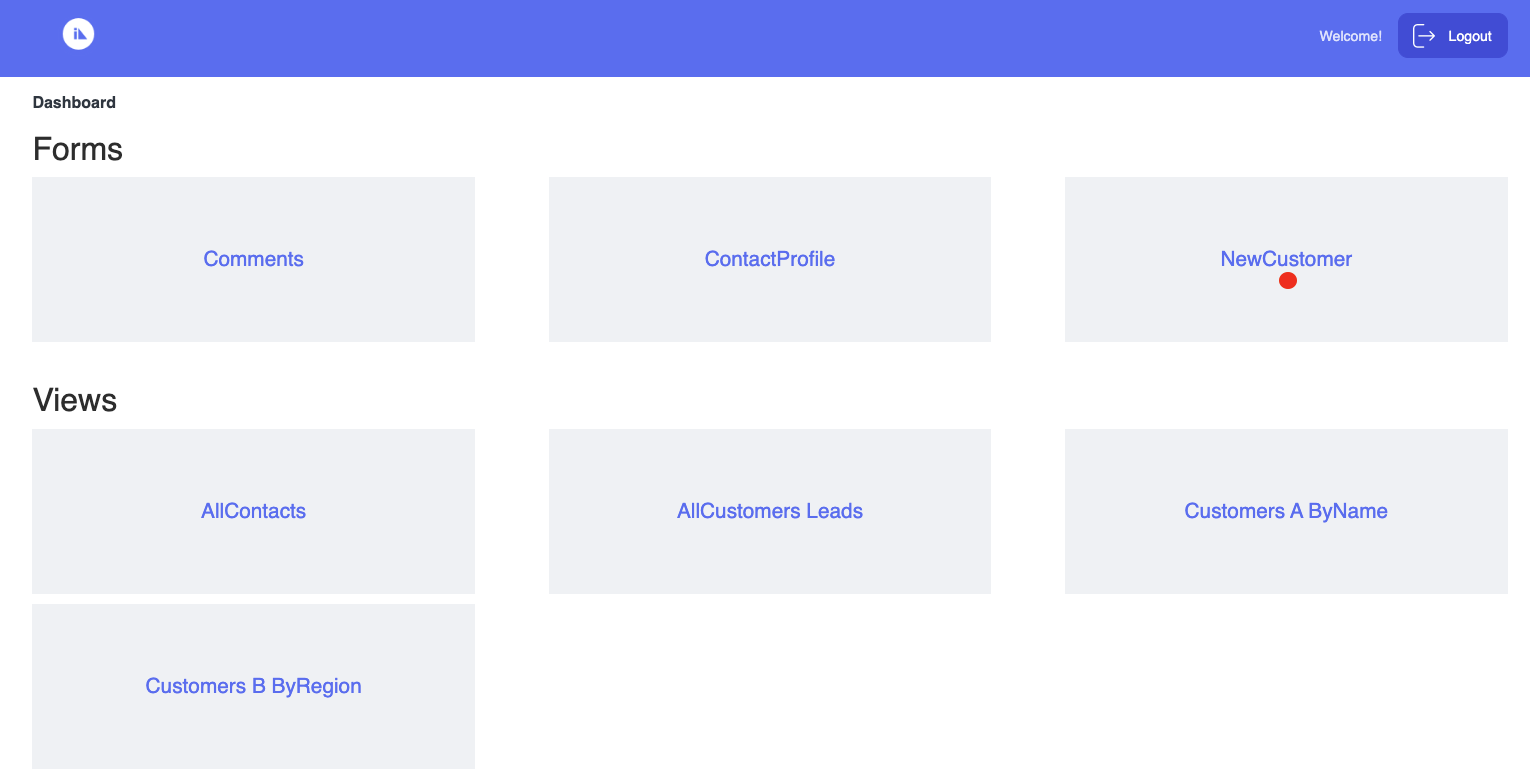 Welcome!
Logout
Dashboard
Forms
Comments
ContactProfile
NewCustomer
Views
AllContacts
AllCustomers Leads
Customers A ByName
Customers B ByRegion